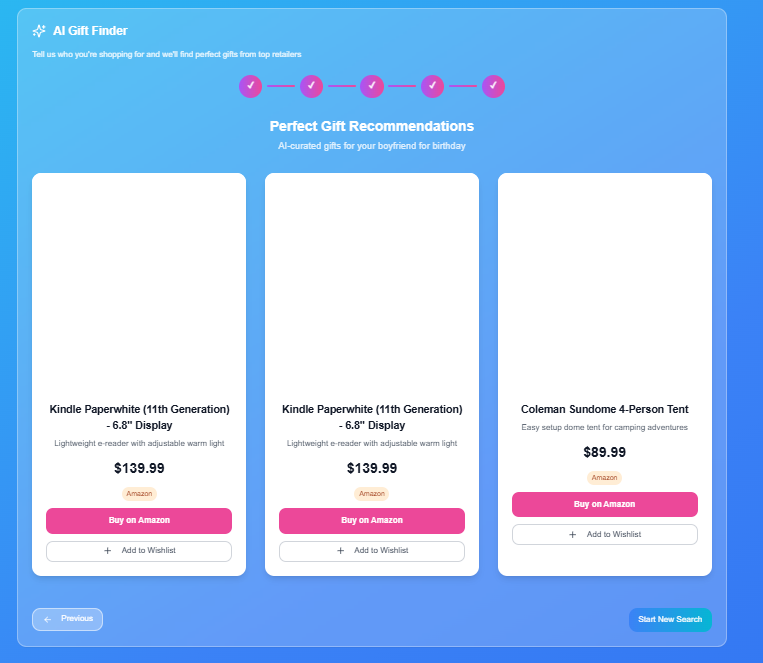 AI Gift Finder
Tell us who you're shopping for and we'll find perfect gifts from top retailers
Perfect Gift Recommendations
AI-curated gifts for your boyfriend for birthday
Kindle Paperwhite (11th Generation)
- 6.8" Display
Lightweight e-reader with adjustable warm light
$139.99
Amazon
Buy on Amazon
+ Add to Wishlist
Kindle Paperwhite (11th Generation)
- 6.8" Display
Lightweight e-reader with adjustable warm light
$139.99
Amazon
Buy on Amazon
+ Add to Wishlist
Coleman Sundome 4-Person Tent
Easy setup dome tent for camping adventures
$89.99
Amazon
Buy on Amazon
+ Add to Wishlist
← Previous
Start New Search